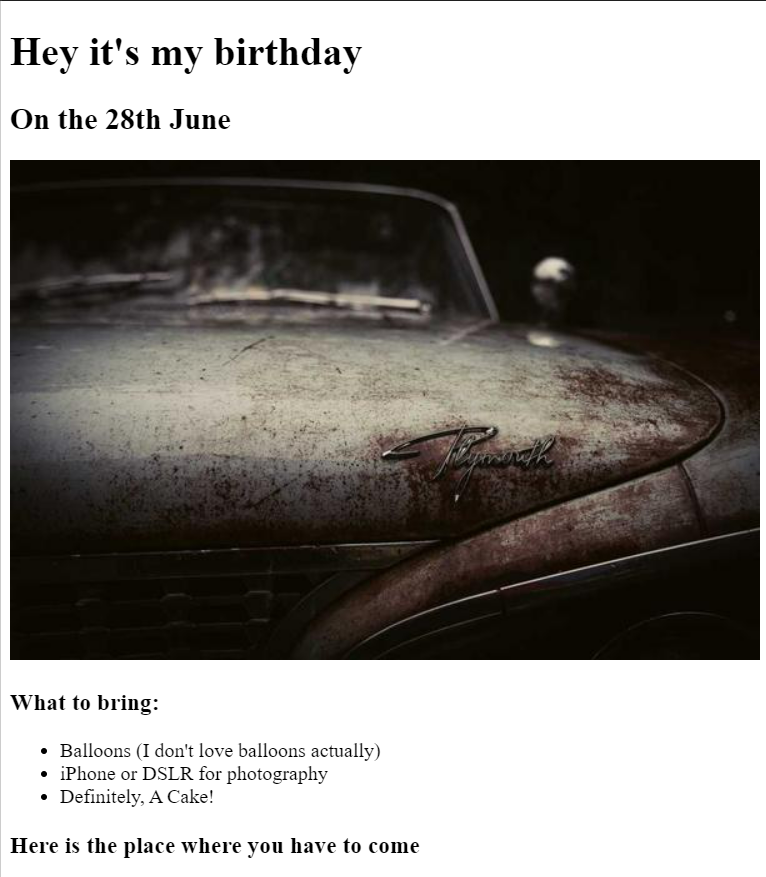 Hey it's my birthday
On the 28th June
Plymouth
What to bring:
Balloons (I don't love balloons actually)
iPhone or DSLR for photography
Definitely, A Cake!
Here is the place where you have to come